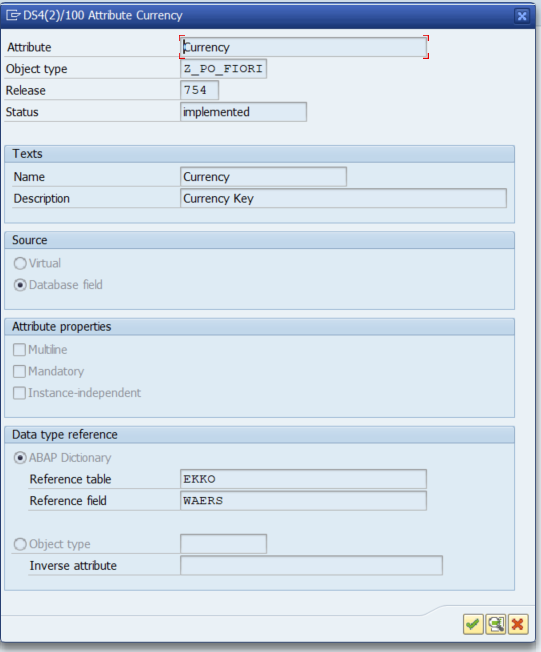 DS4(2)/100 Attribute Currency
Attribute Currency
Object type Z_PO_FIORI
Release 754
Status implemented
Texts
Name Currency
Description Currency Key
Source
Virtual
Database field
Attribute properties
Multiline
Mandatory
Instance-independent
Data type reference
ABAP Dictionary
Reference table EKKO
Reference field WAERS
Object type
Inverse attribute